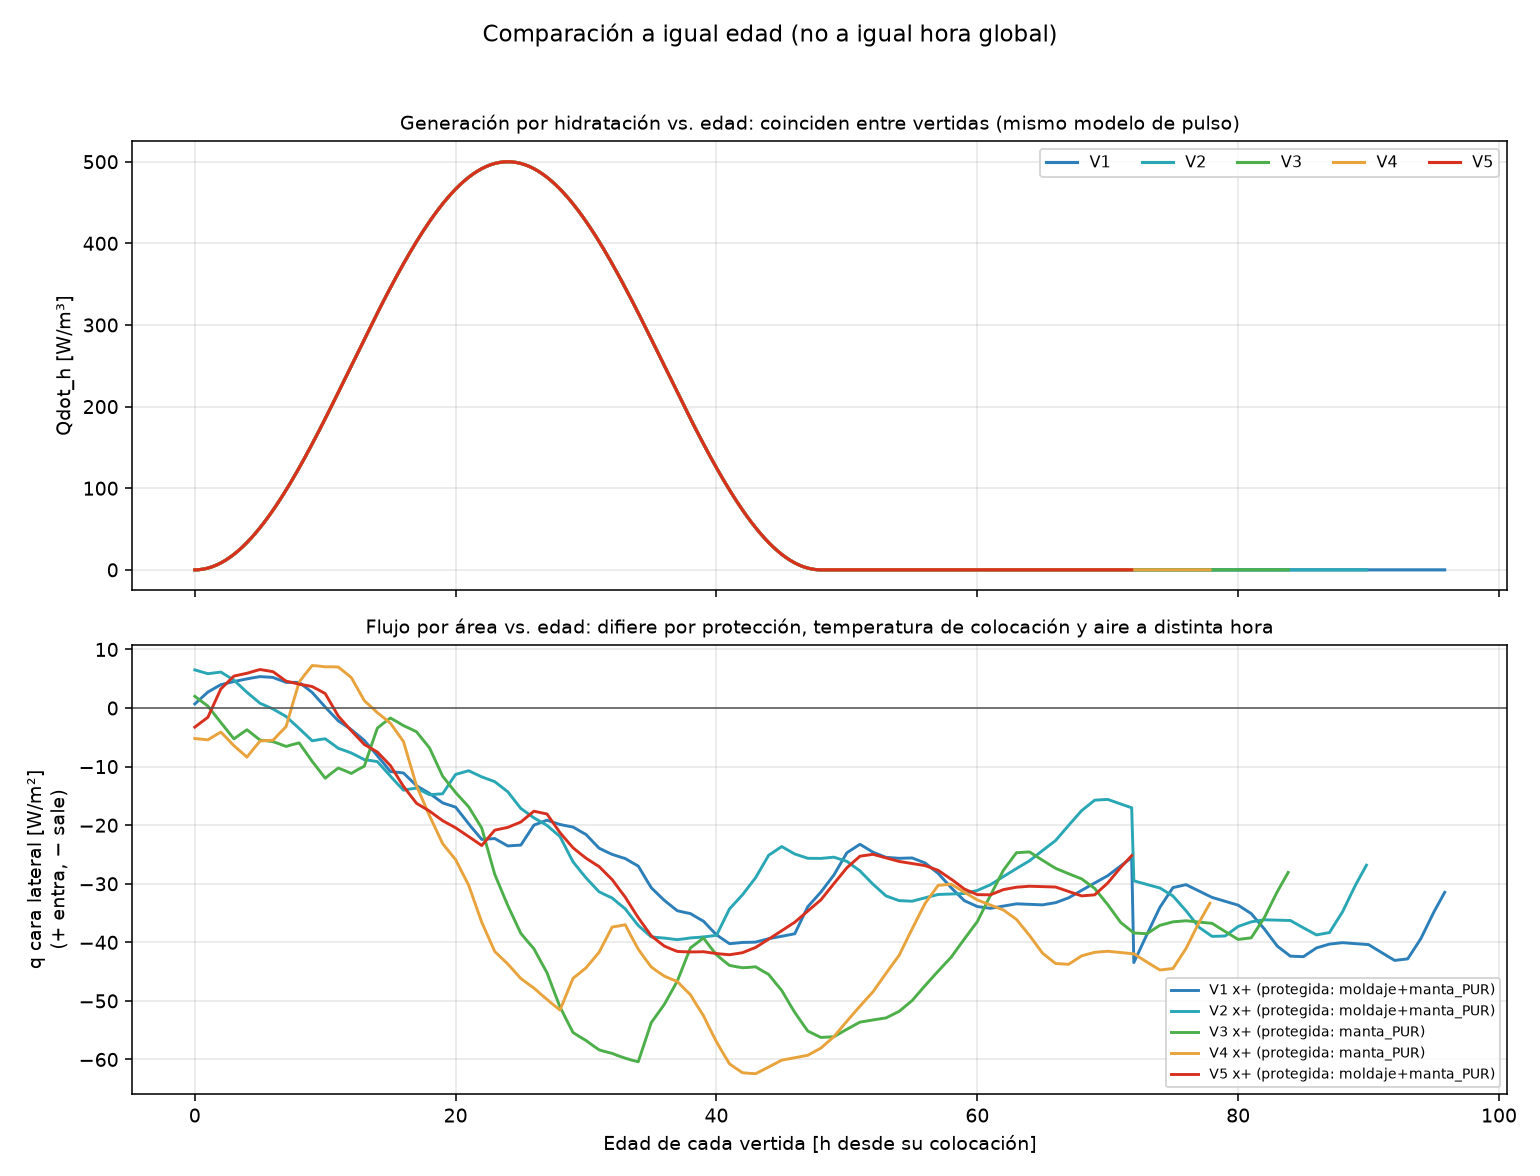 Comparación a igual edad (no a igual hora global)
Generación por hidratación vs. edad: coinciden entre vertidas (mismo modelo de pulso)
500
400
300
200
100
0
Qdot_h [W/m³]
V1 V2 V3 V4 V5
Flujo por área vs. edad: difiere por protección, temperatura de colocación y aire a distinta hora
10
0
−10
−20
−30
−40
−50
−60
q cara lateral [W/m²]
(+ entra, − sale)
V1 x+ (protegida: moldaje+manta_PUR)
V2 x+ (protegida: moldaje+manta_PUR)
V3 x+ (protegida: manta_PUR)
V4 x+ (protegida: manta_PUR)
V5 x+ (protegida: moldaje+manta_PUR)
0 20 40 60 80 100
Edad de cada vertida [h desde su colocación]